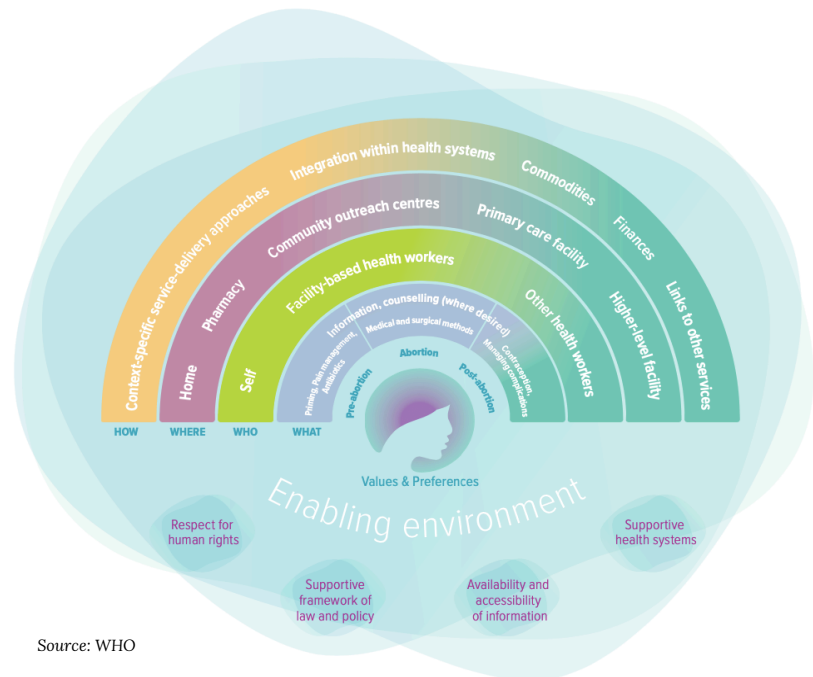 Context-specific service-delivery approaches
Integration within health systems
Commodities
Finances
Links to other services
Home
Pharmacy
Community outreach centres
Primary care facility
Higher-level facility
Self
Facility-based health workers
Other health workers
Information, counselling (where desired)
Priming, Pain management,
Antibiotics
Medical and surgical methods
Contraception,
Managing complications
Pre-abortion
Abortion
Post-abortion
HOW
WHERE
WHO
WHAT
Values & Preferences
Enabling environment
Respect for
human rights
Supportive
framework of
law and policy
Availability and
accessibility
of information
Supportive
health systems
Source: WHO